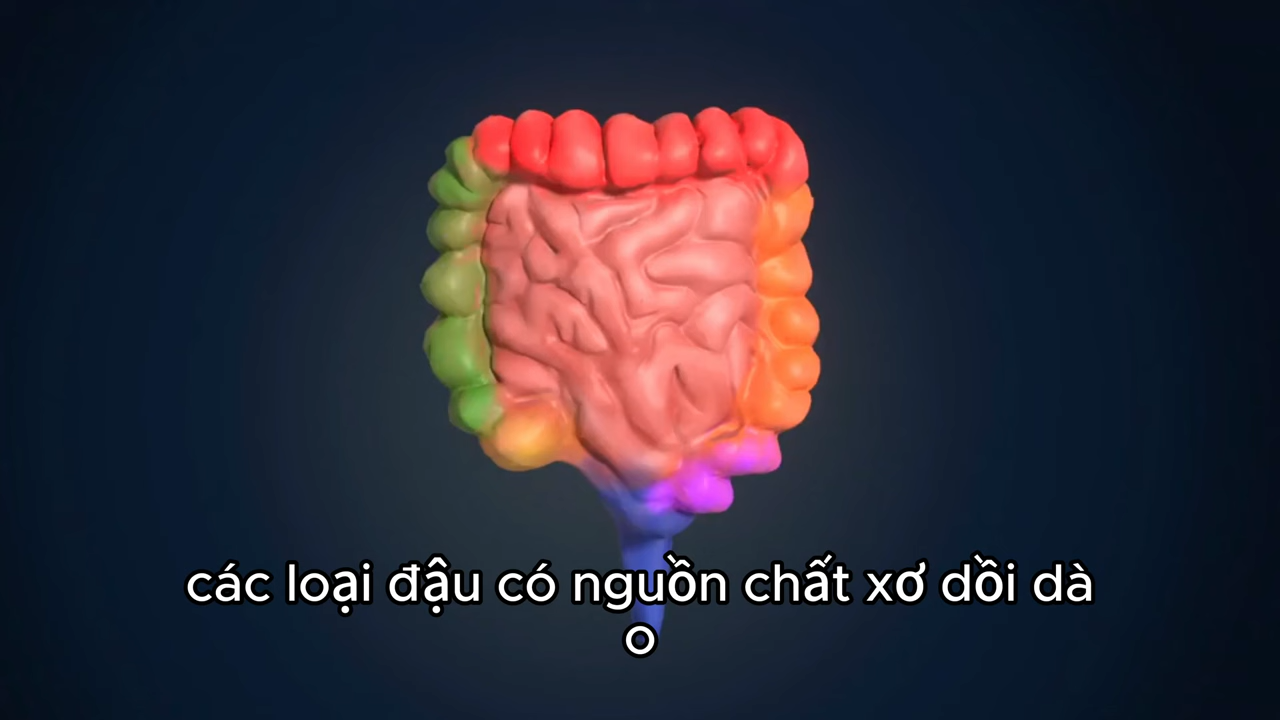 các loại đậu có nguồn chất xơ dồi dà
o